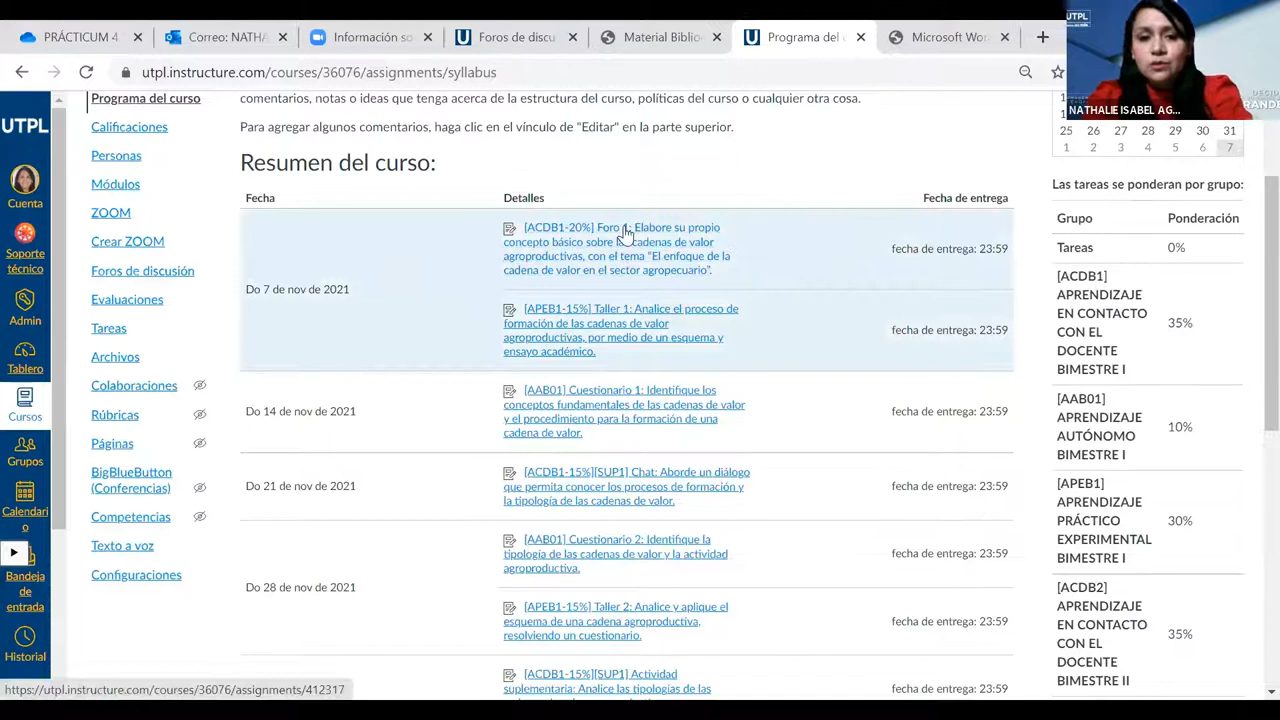 PRÁCTICUM 4.
Correo: NATHA
Información so
Foros de discu
Material Biblio
Programa del c
Microsoft Wor
utpl.instructure.com/courses/36076/assignments/syllabus
UTPL
NATHALIE ISABEL AG...
UTPL
Cuenta
Soporte
técnico
Admin
Tablero
Cursos
Grupos
Calendari
o
Bandeja
de
entrada
Historial
Programa del curso
Calificaciones
Personas
Módulos
ZOOM
Crear ZOOM
Foros de discusión
Evaluaciones
Tareas
Archivos
Colaboraciones
Rúbricas
Páginas
BigBlueButton
(Conferencias)
Competencias
Texto a voz
Configuraciones
comentarios, notas o ideas que tenga acerca de la estructura del curso, políticas del curso o cualquier otra cosa.
Para agregar algunos comentarios, haga clic en el vínculo de "Editar" en la parte superior.
Resumen del curso:
Fecha Detalles Fecha de entrega
Do 7 de nov de 2021
[ACDB1-20%] Foro : Elabore su propio
concepto básico sobre cadenas de valor
agroproductivas, con el tema "El enfoque de la
cadena de valor en el sector agropecuario".
fecha de entrega: 23:59
[APEB1-15%] Taller 1: Analice el proceso de
formación de las cadenas de valor
agroproductivas, por medio de un esquema y
ensayo académico.
fecha de entrega: 23:59
Do 14 de nov de 2021
[AAB01] Cuestionario 1: Identifique los
conceptos fundamentales de las cadenas de valor
y el procedimiento para la formación de una
cadena de valor.
fecha de entrega: 23:59
Do 21 de nov de 2021
[ACDB1-15%][SUP1] Chat: Aborde un diálogo
que permita conocer los procesos de formación y
la tipología de las cadenas de valor.
fecha de entrega: 23:59
Do 28 de nov de 2021
[AAB01] Cuestionario 2: Identifique la
tipología de las cadenas de valor y la actividad
agroproductiva.
fecha de entrega: 23:59
[APEB1-15%] Taller 2: Analice y aplique el
esquema de una cadena agroproductiva,
resolviendo un cuestionario.
fecha de entrega: 23:59
[ACDB1-15%][SUP1] Actividad
suplementaria: Analice las tipologías de las
fecha de entrega: 23:59
25 26 27 28 29 30 31
1 2 3 4 5 6 7
Las tareas se ponderan por grupo:
Grupo Ponderación
Tareas 0%
[ACDB1]
APRENDIZAJE
EN CONTACTO
CON EL
DOCENTE
BIMESTRE I
35%
[AAB01]
APRENDIZAJE
AUTÓNOMO
BIMESTRE I
10%
[APEB1]
APRENDIZAJE
PRÁCTICO
EXPERIMENTAL
BIMESTRE I
30%
[ACDB2]
APRENDIZAJE
EN CONTACTO
CON EL
DOCENTE
BIMESTRE II
35%
https://utpl.instructure.com/courses/36076/assignments/412317